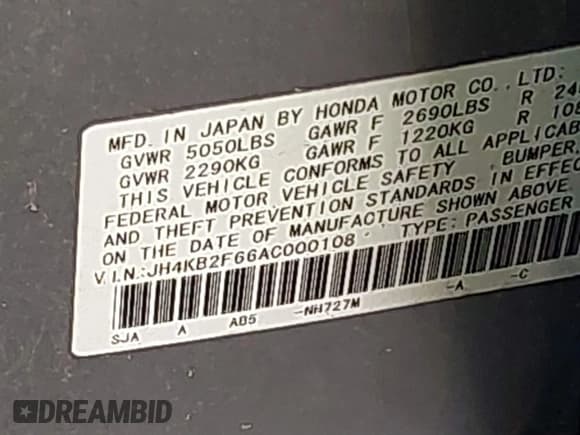 MFD. IN JAPAN BY HONDA MOTOR CO., LTD.
GVWR 5050LBS GAWR F 2690LBS R
GVWR 2290KG GAWR F 1220KG R
THIS VEHICLE CONFORMS TO ALL
FEDERAL MOTOR VEHICLE SAFETY, BUMPER,
AND THEFT PREVENTION STANDARDS IN
ON THE DATE OF MANUFACTURE SHOWN ABOVE.
V.I.N.:JH4KB2F66AC000108 TYPE: PASSENGER
SJA A AB5 -NH727M -A -C
DREAMBID